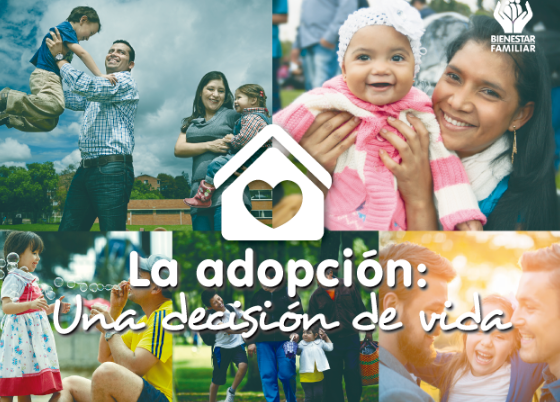 BIENESTAR
FAMILIAR
La adopción:
Una decisión de vida